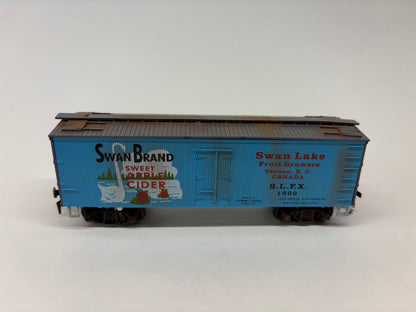 Swan Brand
SWEET
APPLE
CIDER
Swan Lake
Fruit Growers
Vernon, B. C.
CANADA
S.L.F.X.
1000